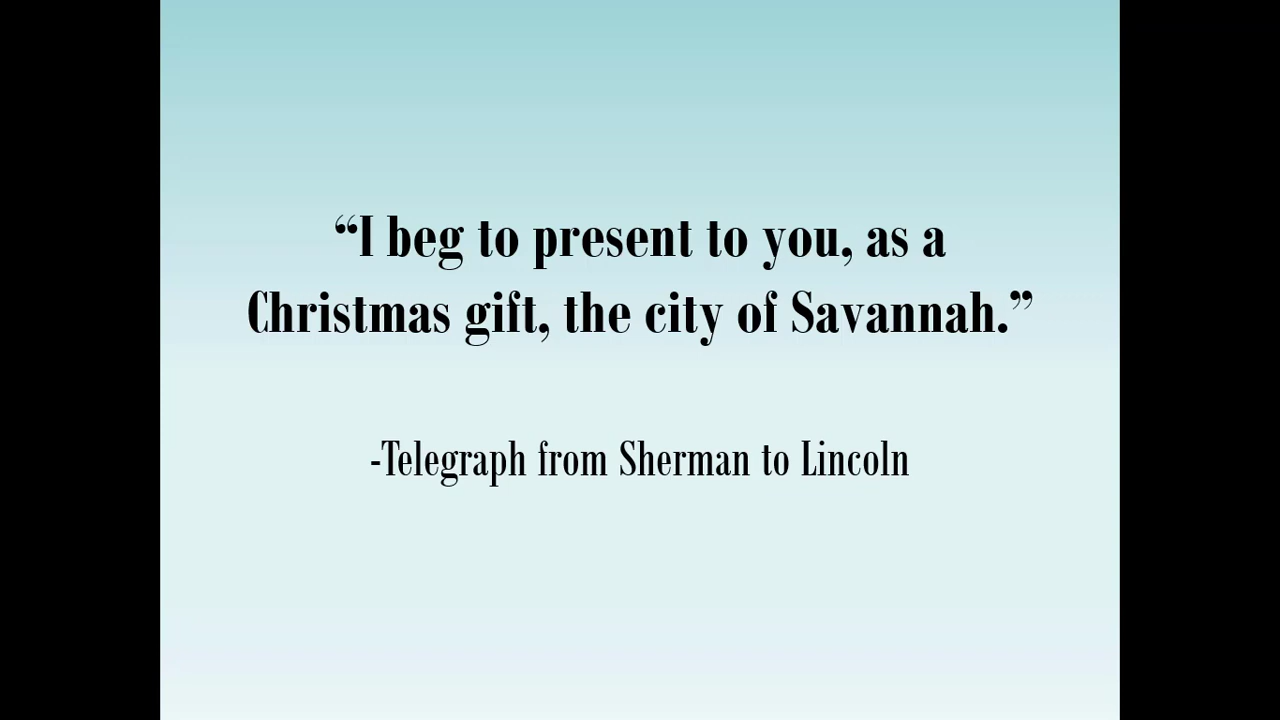 “I beg to present to you, as a
Christmas gift, the city of Savannah.”
-Telegraph from Sherman to Lincoln